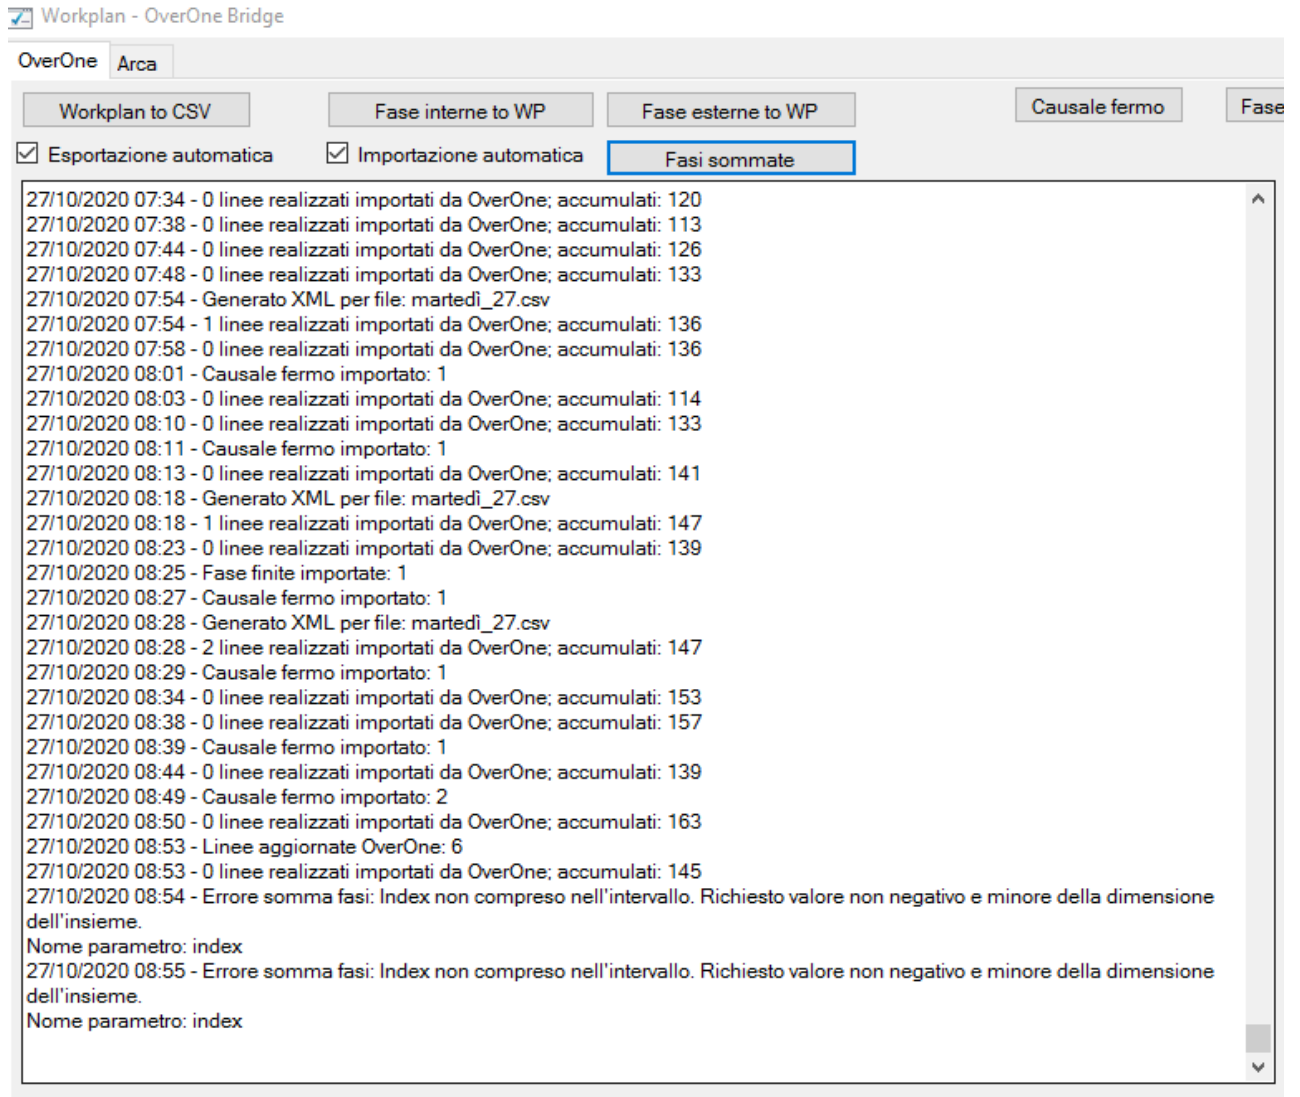 Workplan - OverOne Bridge
OverOne Arca
Workplan to CSV Fase interne to WP Fase esterne to WP Causale fermo Fase
Esportazione automatica Importazione automatica Fasi sommate
27/10/2020 07:34 - 0 linee realizzati importati da OverOne; accumulati: 120
27/10/2020 07:38 - 0 linee realizzati importati da OverOne; accumulati: 113
27/10/2020 07:44 - 0 linee realizzati importati da OverOne; accumulati: 126
27/10/2020 07:48 - 0 linee realizzati importati da OverOne; accumulati: 133
27/10/2020 07:54 - Generato XML per file: martedì_27.csv
27/10/2020 07:54 - 1 linee realizzati importati da OverOne; accumulati: 136
27/10/2020 07:58 - 0 linee realizzati importati da OverOne; accumulati: 136
27/10/2020 08:01 - Causale fermo importato: 1
27/10/2020 08:03 - 0 linee realizzati importati da OverOne; accumulati: 114
27/10/2020 08:10 - 0 linee realizzati importati da OverOne; accumulati: 133
27/10/2020 08:11 - Causale fermo importato: 1
27/10/2020 08:13 - 0 linee realizzati importati da OverOne; accumulati: 141
27/10/2020 08:18 - Generato XML per file: martedì_27.csv
27/10/2020 08:18 - 1 linee realizzati importati da OverOne; accumulati: 147
27/10/2020 08:23 - 0 linee realizzati importati da OverOne; accumulati: 139
27/10/2020 08:25 - Fase finite importate: 1
27/10/2020 08:27 - Causale fermo importato: 1
27/10/2020 08:28 - Generato XML per file: martedì_27.csv
27/10/2020 08:28 - 2 linee realizzati importati da OverOne; accumulati: 147
27/10/2020 08:29 - Causale fermo importato: 1
27/10/2020 08:34 - 0 linee realizzati importati da OverOne; accumulati: 153
27/10/2020 08:38 - 0 linee realizzati importati da OverOne; accumulati: 157
27/10/2020 08:39 - Causale fermo importato: 1
27/10/2020 08:44 - 0 linee realizzati importati da OverOne; accumulati: 139
27/10/2020 08:49 - Causale fermo importato: 2
27/10/2020 08:50 - 0 linee realizzati importati da OverOne; accumulati: 163
27/10/2020 08:53 - Linee aggiornate OverOne: 6
27/10/2020 08:53 - 0 linee realizzati importati da OverOne; accumulati: 145
27/10/2020 08:54 - Errore somma fasi: Index non compreso nell'intervallo. Richiesto valore non negativo e minore della dimensione
dell'insieme.
Nome parametro: index
27/10/2020 08:55 - Errore somma fasi: Index non compreso nell'intervallo. Richiesto valore non negativo e minore della dimensione
dell'insieme.
Nome parametro: index